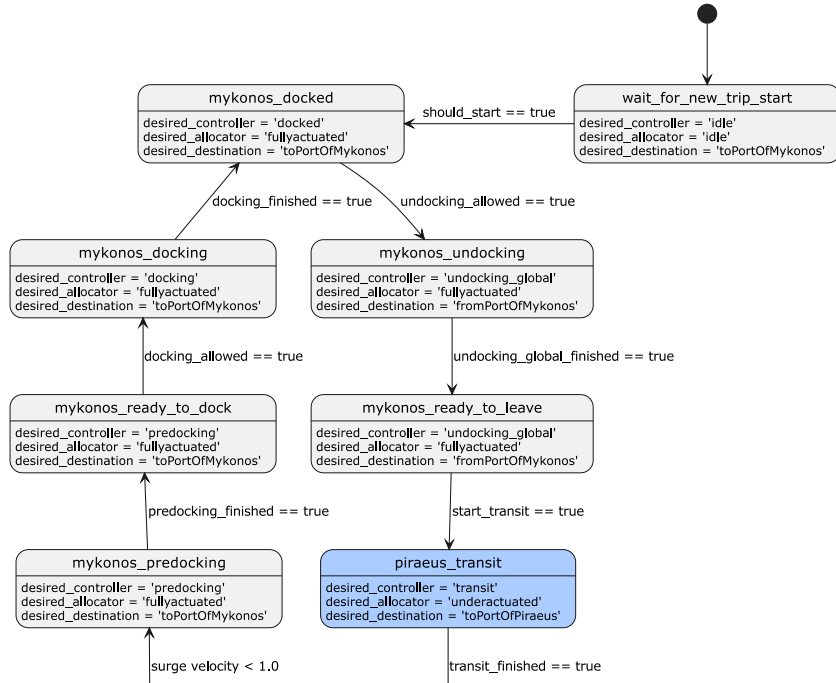 mykonos_docked
desired_controller = 'docked'
desired_allocator = 'fullyactuated'
desired_destination = 'toPortOfMykonos'
should_start == true
wait_for_new_trip_start
desired_controller = 'idle'
desired_allocator = 'idle'
desired_destination = 'toPortOfMykonos'
docking_finished == true
undocking_allowed == true
mykonos_docking
desired_controller = 'docking'
desired_allocator = 'fullyactuated'
desired_destination = 'toPortOfMykonos'
mykonos_undocking
desired_controller = 'undocking_global'
desired_allocator = 'fullyactuated'
desired_destination = 'fromPortOfMykonos'
docking_allowed == true
undocking_global_finished == true
mykonos_ready_to_dock
desired_controller = 'predocking'
desired_allocator = 'fullyactuated'
desired_destination = 'toPortOfMykonos'
mykonos_ready_to_leave
desired_controller = 'undocking_global'
desired_allocator = 'fullyactuated'
desired_destination = 'fromPortOfMykonos'
predocking_finished == true
start_transit == true
mykonos_predocking
desired_controller = 'predocking'
desired_allocator = 'fullyactuated'
desired_destination = 'toPortOfMykonos'
piraeus_transit
desired_controller = 'transit'
desired_allocator = 'underactuated'
desired_destination = 'toPortOfPiraeus'
surge velocity < 1.0
transit_finished == true